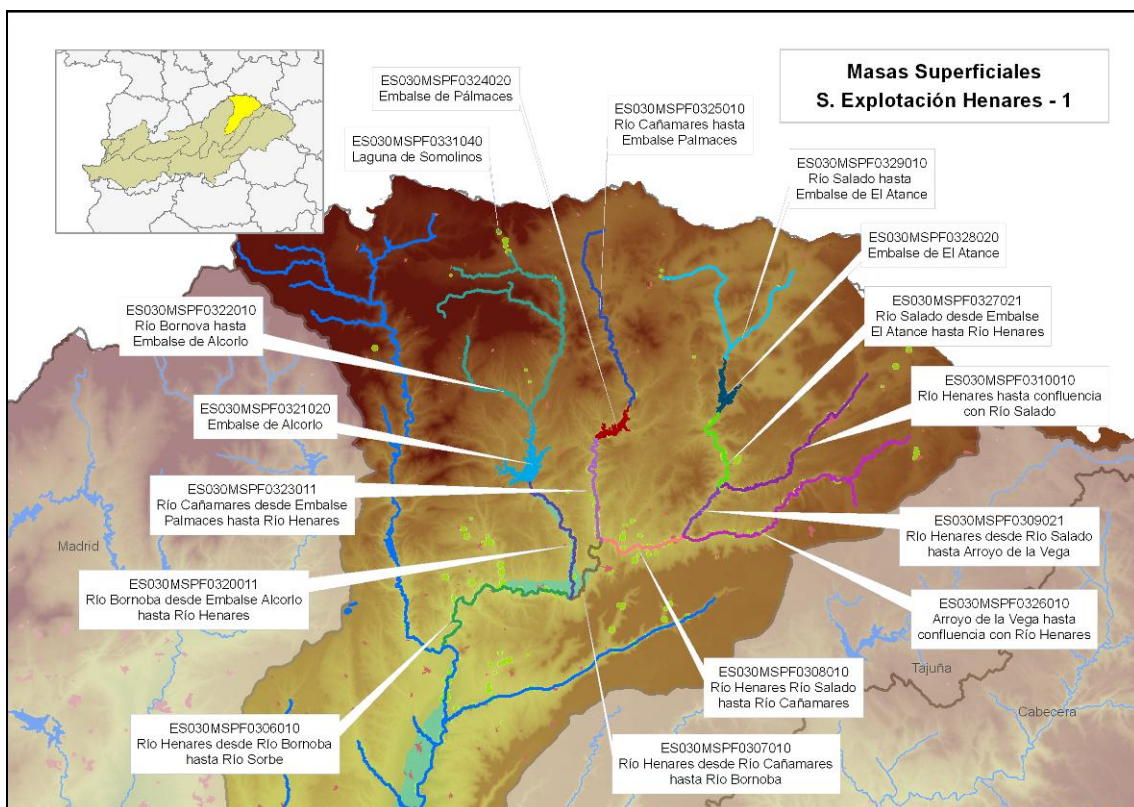 Masas Superficiales
S. Explotación Henares - 1
ES030MSPF0324020
Embalse de Pálmaces
ES030MSPF0325010
Río Cañamares hasta
Embalse Palmaces
ES030MSPF0331040
Laguna de Somolinos
ES030MSPF0329010
Río Salado hasta
Embalse de El Atance
ES030MSPF0328020
Embalse de El Atance
ES030MSPF0327021
Río Salado desde Embalse
El Atance hasta Río Henares
ES030MSPF0322010
Río Bornova hasta
Embalse de Alcorlo
ES030MSPF0310010
Río Henares hasta confluencia
con Río Salado
ES030MSPF0321020
Embalse de Alcorlo
ES030MSPF0323011
Río Cañamares desde Embalse
Palmaces hasta Río Henares
ES030MSPF0309021
Río Henares desde Río Salado
hasta Arroyo de la Vega
Madrid
ES030MSPF0320011
Río Bornoba desde Embalse Alcorlo
hasta Río Henares
ES030MSPF0326010
Arroyo de la Vega hasta
confluencia con Río Henares
Tajuña
ES030MSPF0308010
Río Henares Río Salado
hasta Río Cañamares
Cabecera
ES030MSPF0306010
Río Henares desde Río Bornoba
hasta Río Sorbe
ES030MSPF0307010
Río Henares desde Río Cañamares
hasta Río Bornoba